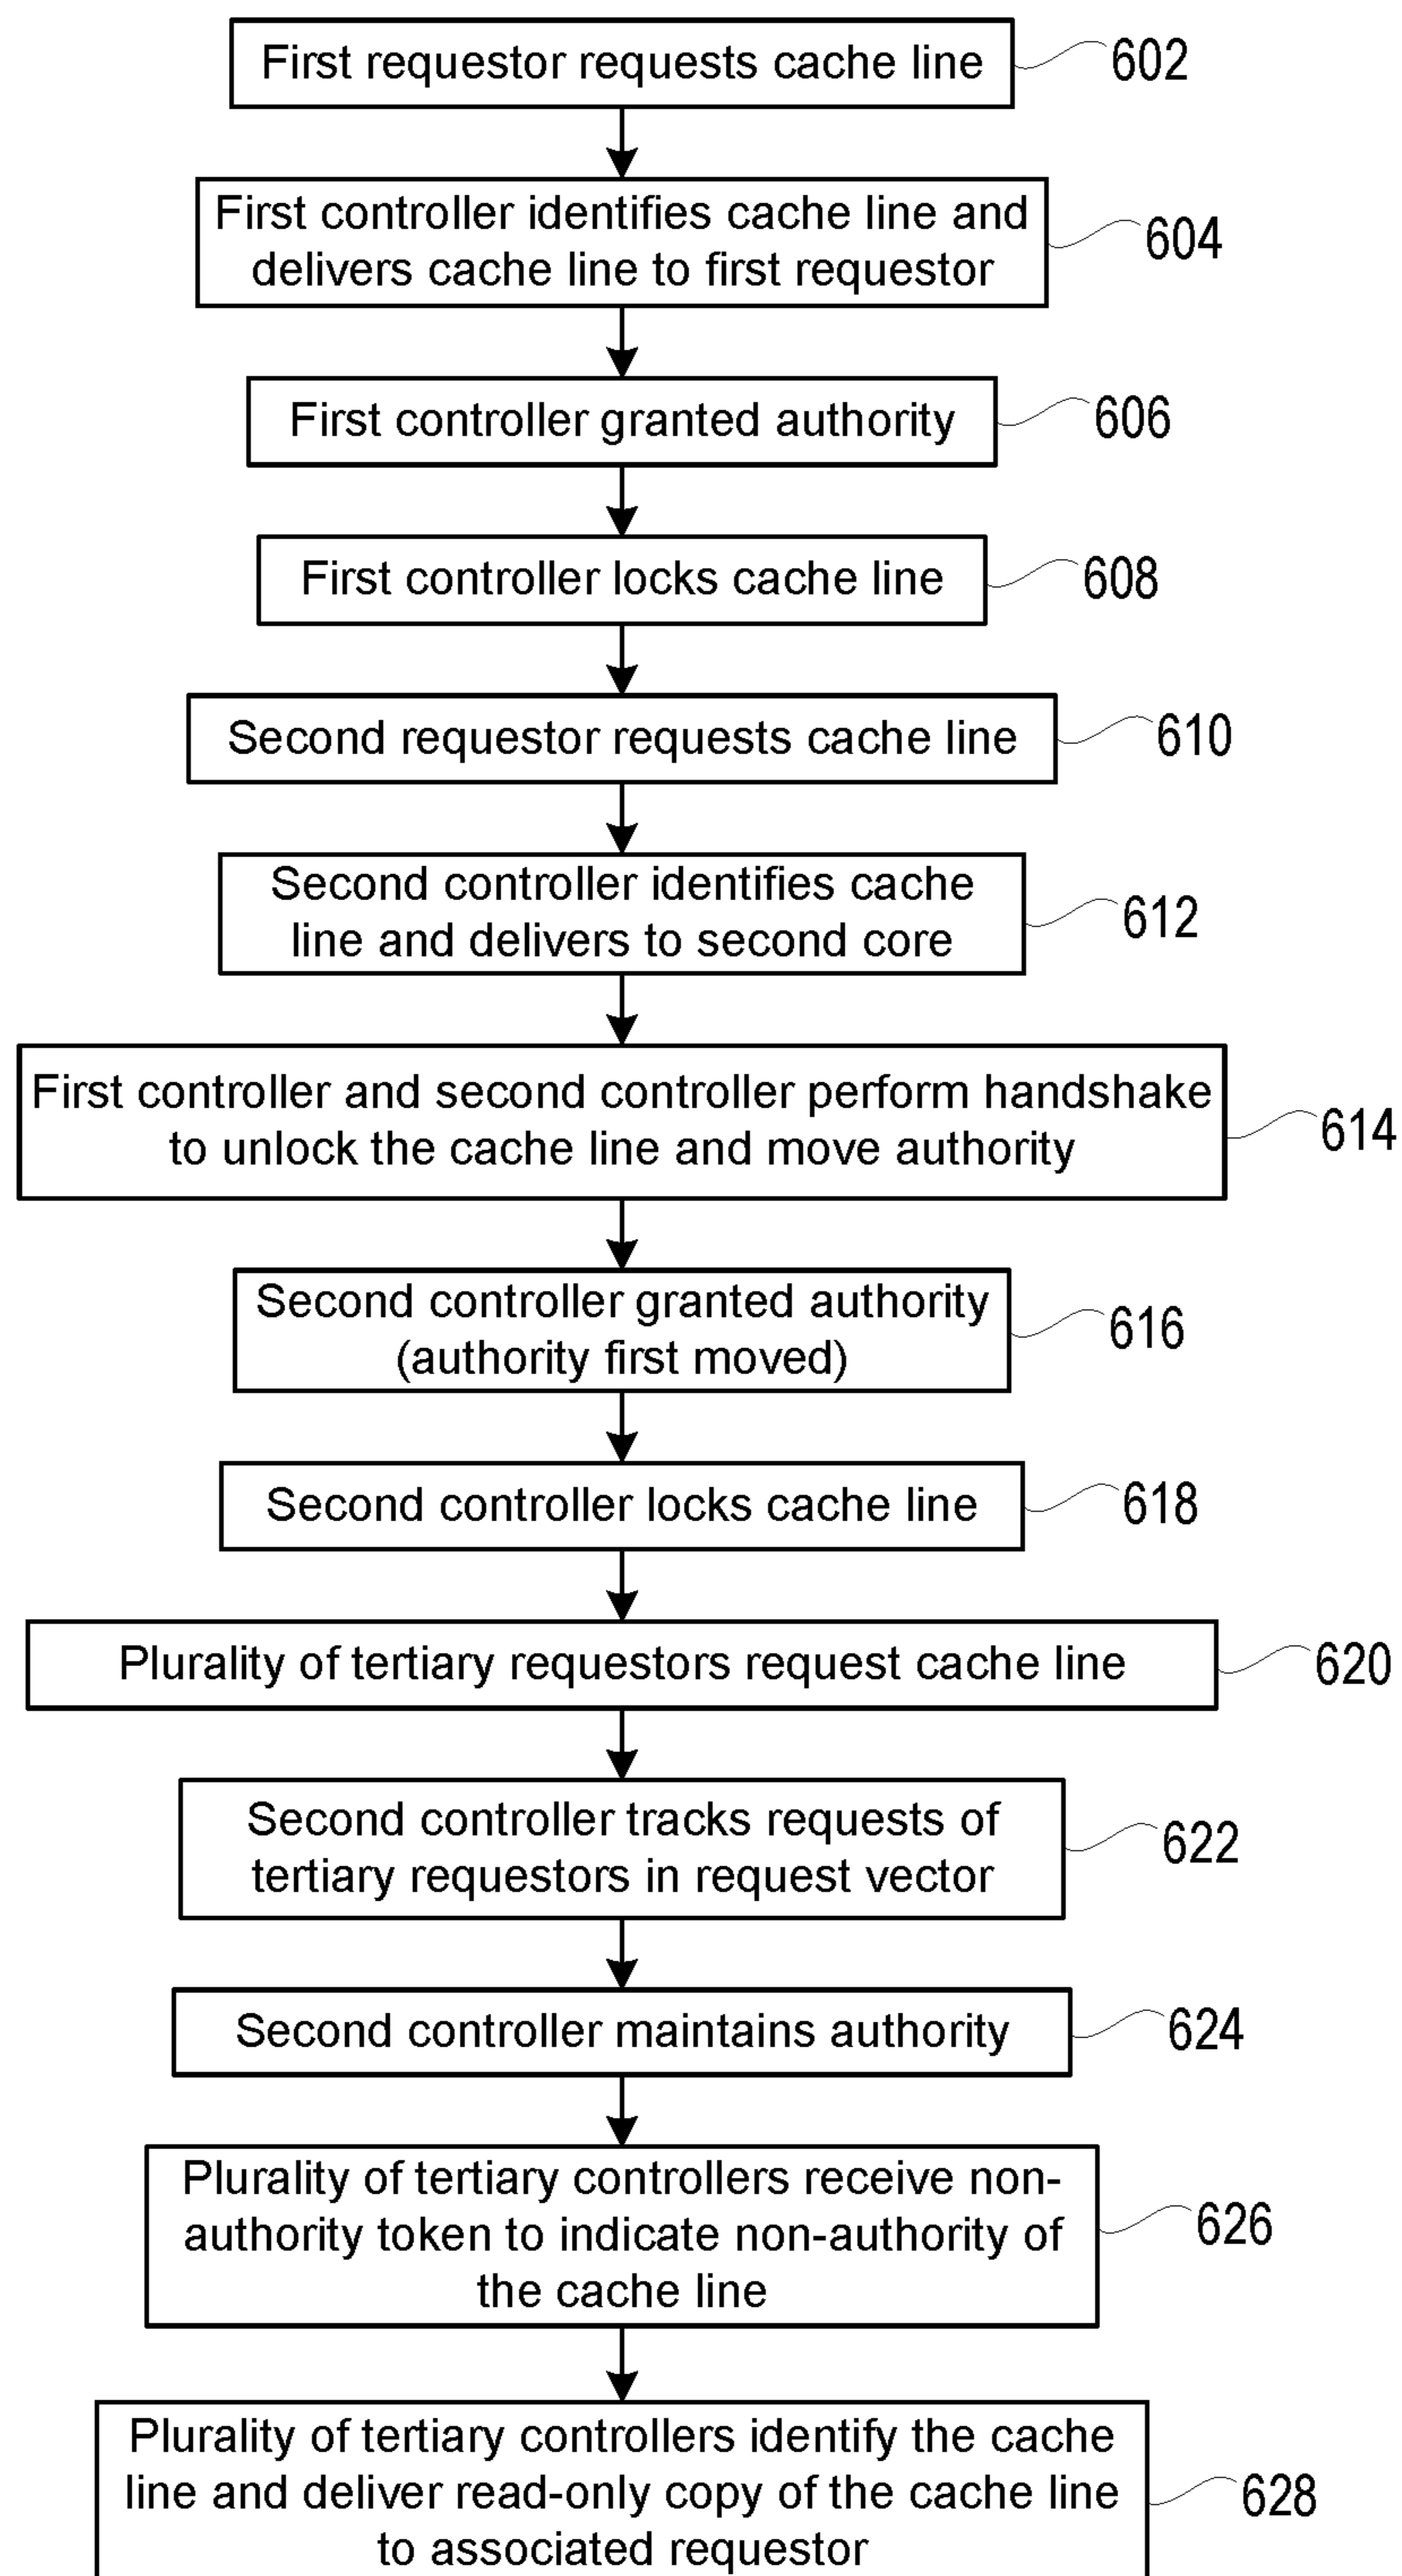 First requestor requests cache line
602
First controller identifies cache line and
delivers cache line to first requestor
604
First controller granted authority
606
First controller locks cache line
608
Second requestor requests cache line
610
Second controller identifies cache
line and delivers to second core
612
First controller and second controller perform handshake
to unlock the cache line and move authority
614
Second controller granted authority
(authority first moved)
616
Second controller locks cache line
618
Plurality of tertiary requestors request cache line
620
Second controller tracks requests of
tertiary requestors in request vector
622
Second controller maintains authority
624
Plurality of tertiary controllers receive non-
authority token to indicate non-authority of
the cache line
626
Plurality of tertiary controllers identify the cache
line and deliver read-only copy of the cache line
to associated requestor
628